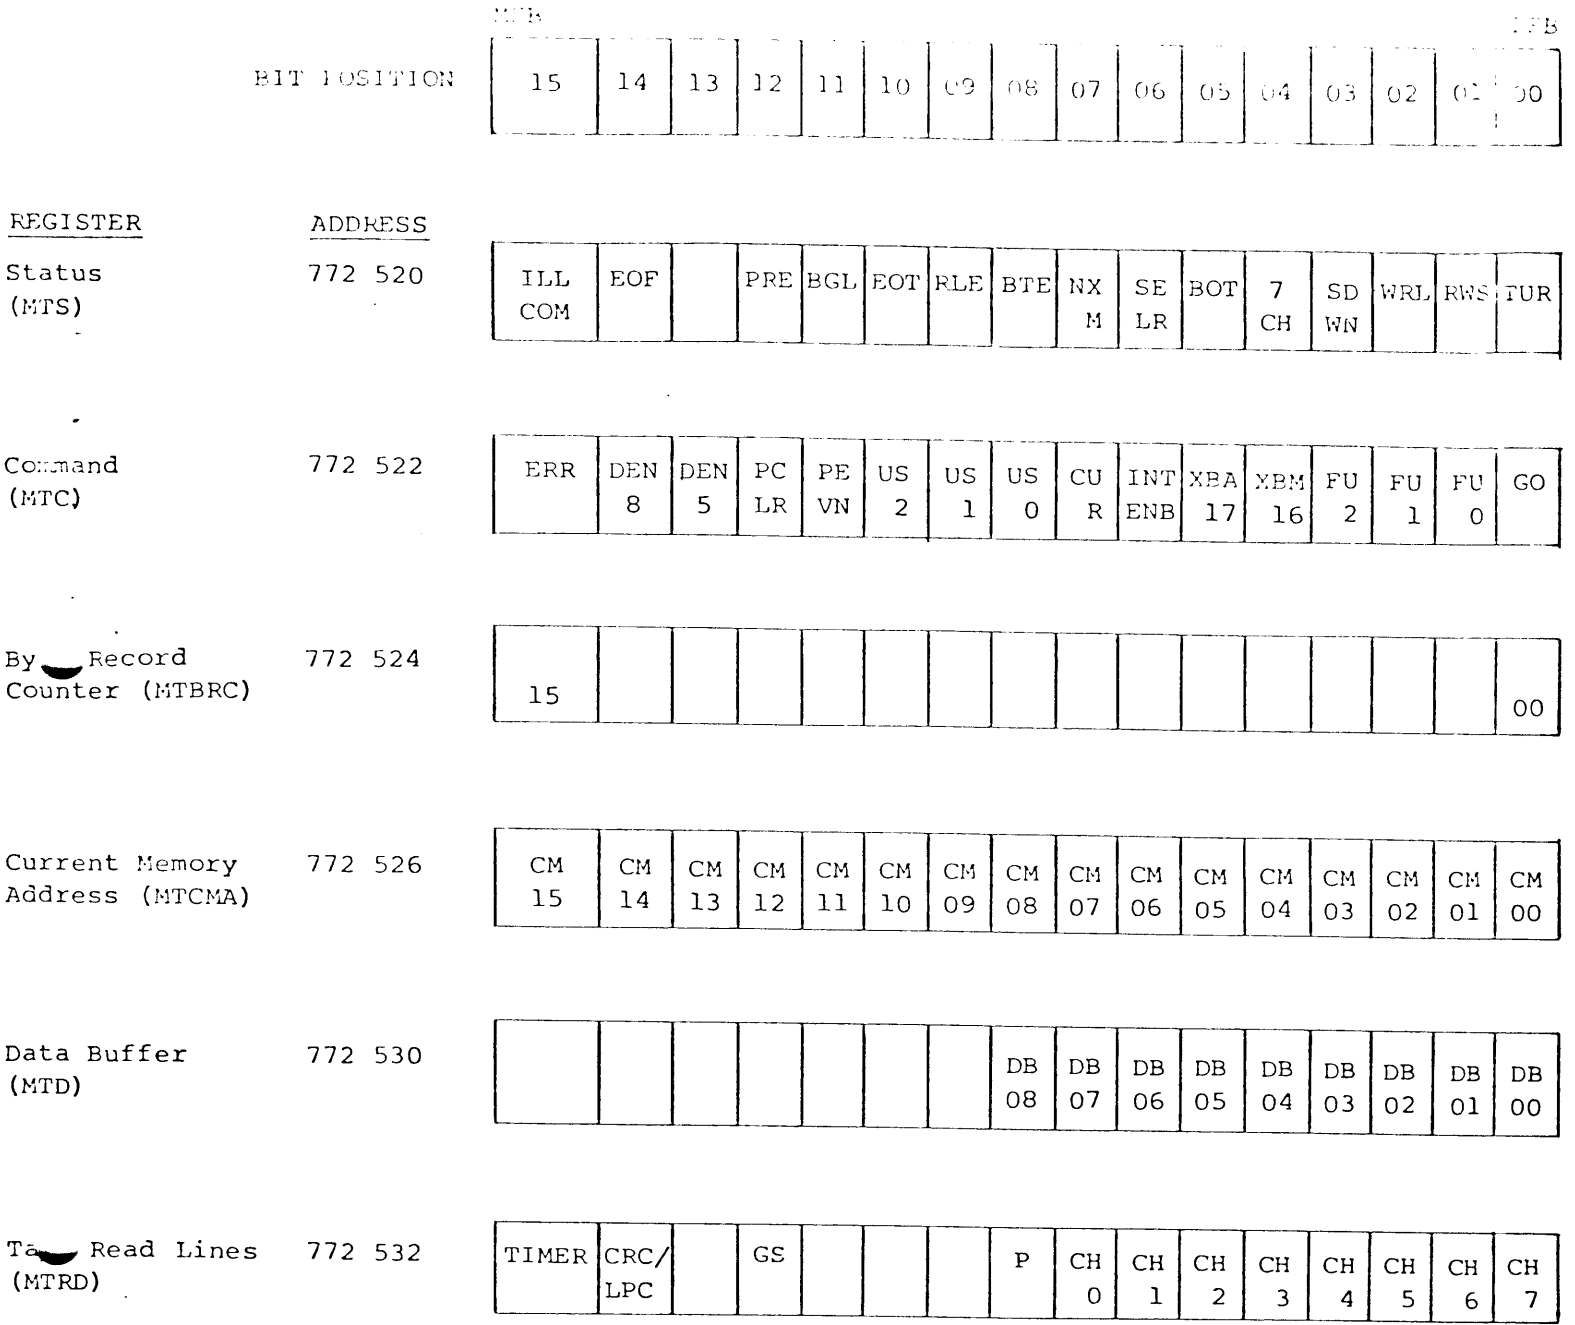 BIT POSITION 15 14 13 12 11 10 09 08 07 06 05 04 03 02 01 00
REGISTER ADDRESS
Status 772 520 ILL EOF PRE BGL EOT RLE BTE NX SE BOT 7 SD WRL RWS TUR
(MTS) COM M LR CH WN
Command 772 522 ERR DEN DEN PC PE US US US CU INT XBA XBM FU FU FU GO
(MTC) 8 5 LR VN 2 1 0 R ENB 17 16 2 1 0
By Record 772 524
Counter (MTBRC) 15 00
Current Memory 772 526 CM CM CM CM CM CM CM CM CM CM CM CM CM CM CM CM
Address (MTCMA) 15 14 13 12 11 10 09 08 07 06 05 04 03 02 01 00
Data Buffer 772 530 DB DB DB DB DB DB DB DB DB
(MTD) 08 07 06 05 04 03 02 01 00
Read Lines 772 532 TIMER CRC/ GS P CH CH CH CH CH CH CH CH
(MTRD) LPC 0 1 2 3 4 5 6 7